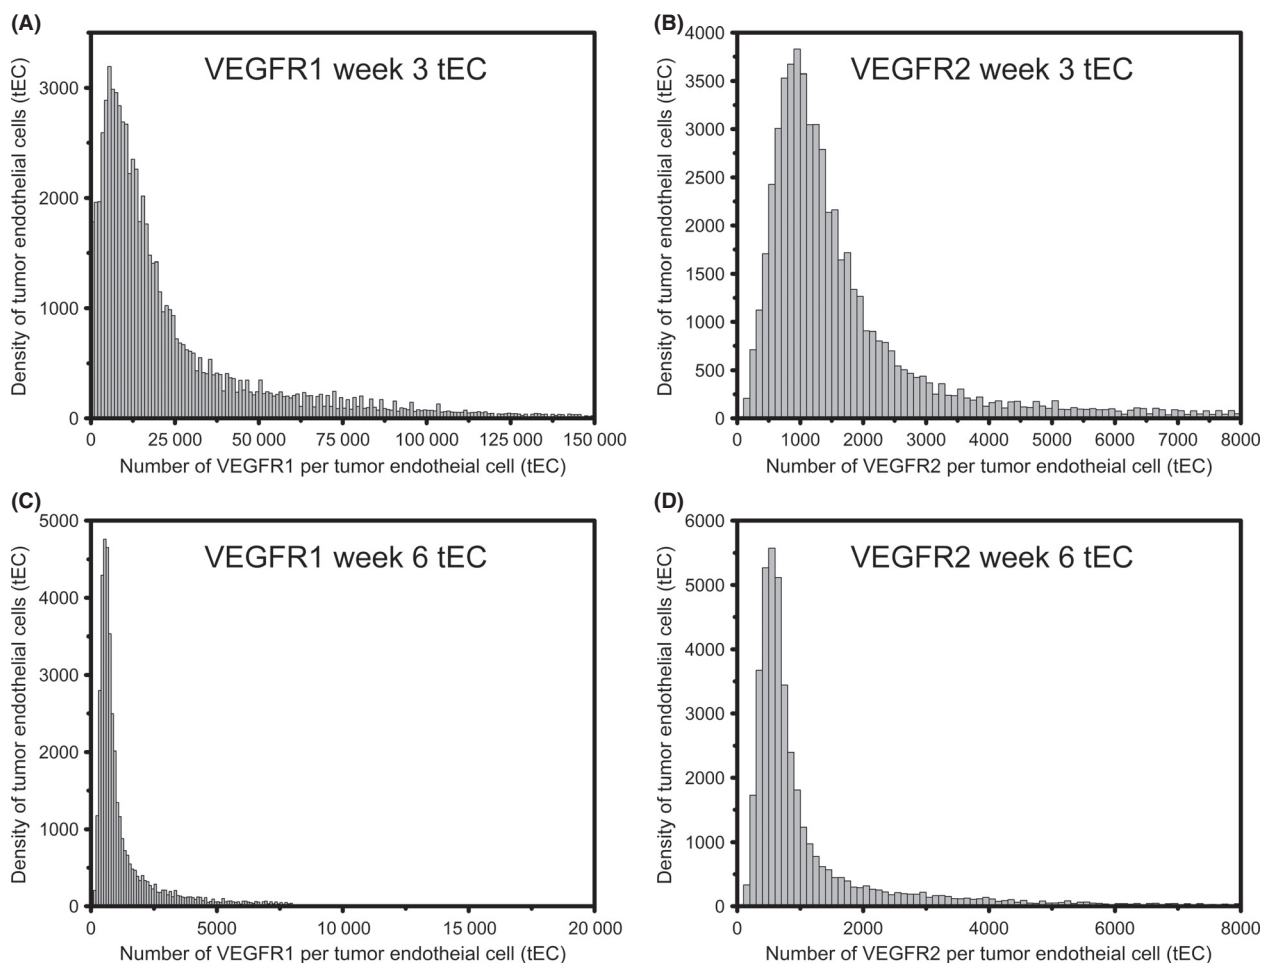 (A)
VEGFR1 week 3 tEC
Density of tumor endothelial cells (tEC)
3000
2000
1000
0
0 25 000 50 000 75 000 100 000 125 000 150 000
Number of VEGFR1 per tumor endotheial cell (tEC)
(B)
VEGFR2 week 3 tEC
Density of tumor endothelial cells (tEC)
4000
3500
3000
2500
2000
1500
1000
500
0
0 1000 2000 3000 4000 5000 6000 7000 8000
Number of VEGFR2 per tumor endotheial cell (tEC)
(C)
VEGFR1 week 6 tEC
Density of tumor endothelial cells (tEC)
5000
4000
3000
2000
1000
0
0 5000 10 000 15 000 20 000
Number of VEGFR1 per tumor endotheial cell (tEC)
(D)
VEGFR2 week 6 tEC
Density of tumor endothelial cells (tEC)
6000
5000
4000
3000
2000
1000
0
0 1000 2000 3000 4000 5000 6000 7000 8000
Number of VEGFR2 per tumor endotheial cell (tEC)